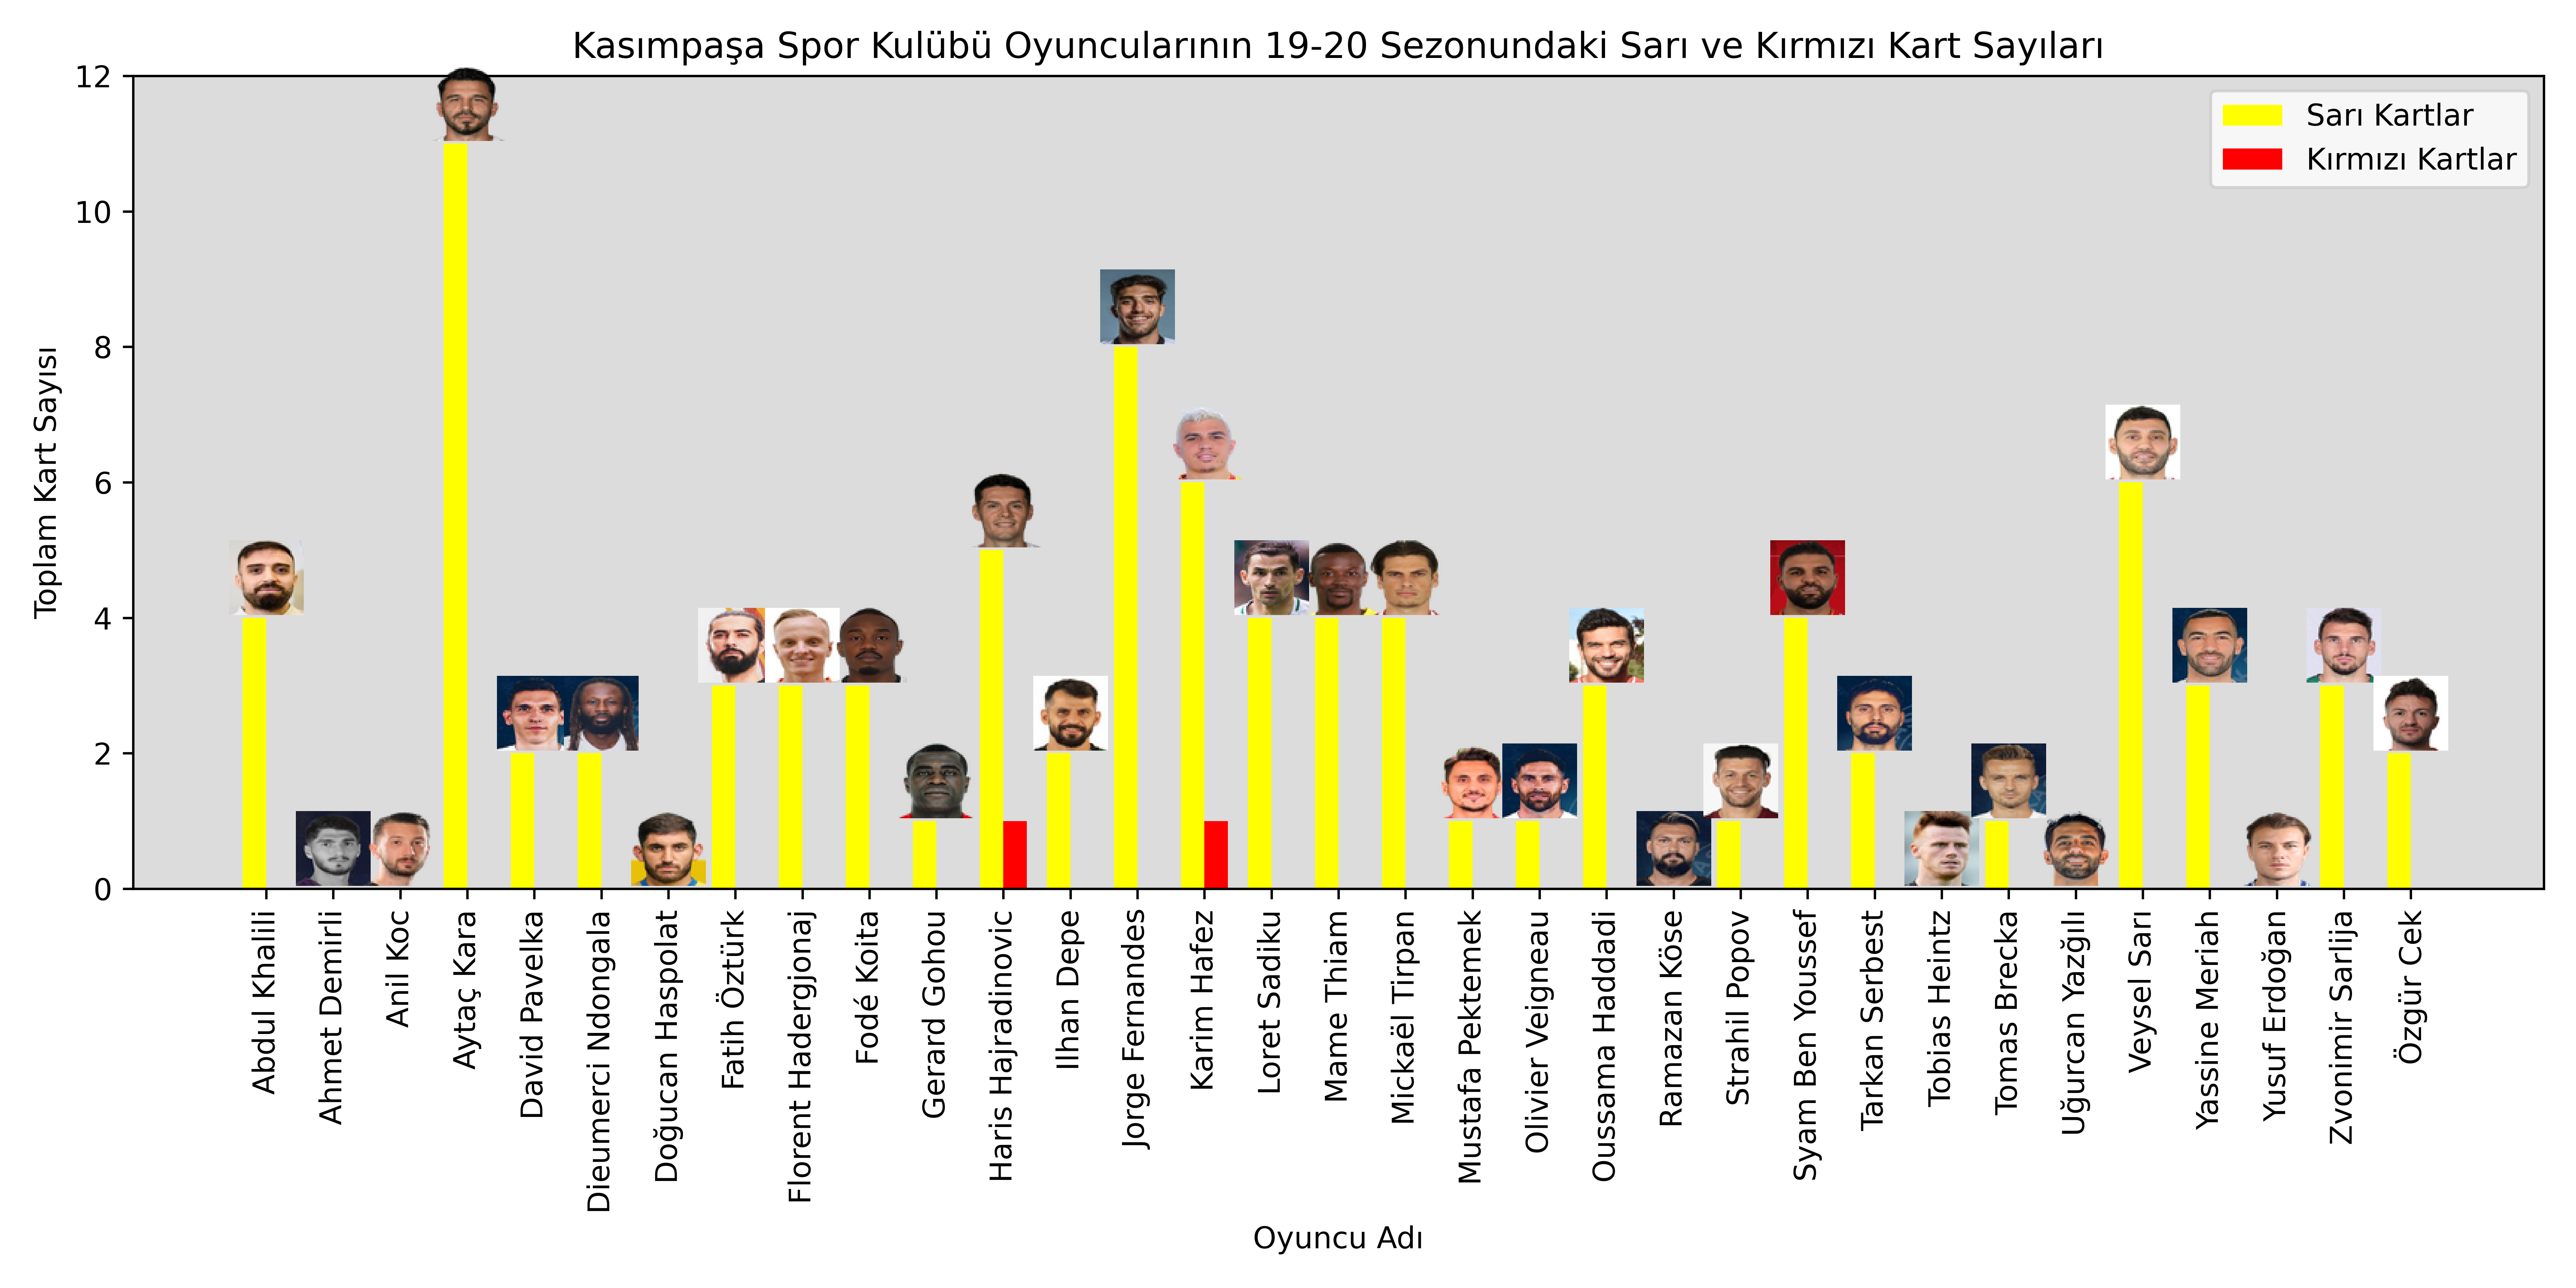 Kasımpaşa Spor Kulübü Oyuncularının 19-20 Sezonundaki Sarı ve Kırmızı Kart Sayıları
Sarı Kartlar
Kırmızı Kartlar
Toplam Kart Sayısı
12
10
8
6
4
2
0
Abdul Khalili
Ahmet Demirli
Anil Koc
Aytaç Kara
David Pavelka
Dieumerci Ndongala
Doğucan Haspolat
Fatih Öztürk
Florent Hadergjonaj
Fodé Koita
Gerard Gohou
Haris Hajradinovic
Ilhan Depe
Jorge Fernandes
Karim Hafez
Loret Sadiku
Mame Thiam
Mickaël Tirpan
Mustafa Pektemek
Olivier Veigneau
Oussama Haddadi
Ramazan Köse
Strahil Popov
Syam Ben Youssef
Tarkan Serbest
Tobias Heintz
Tomas Brecka
Uğurcan Yazğılı
Veysel Sarı
Yassine Meriah
Yusuf Erdoğan
Zvonimir Sarlija
Özgür Cek
Oyuncu Adı